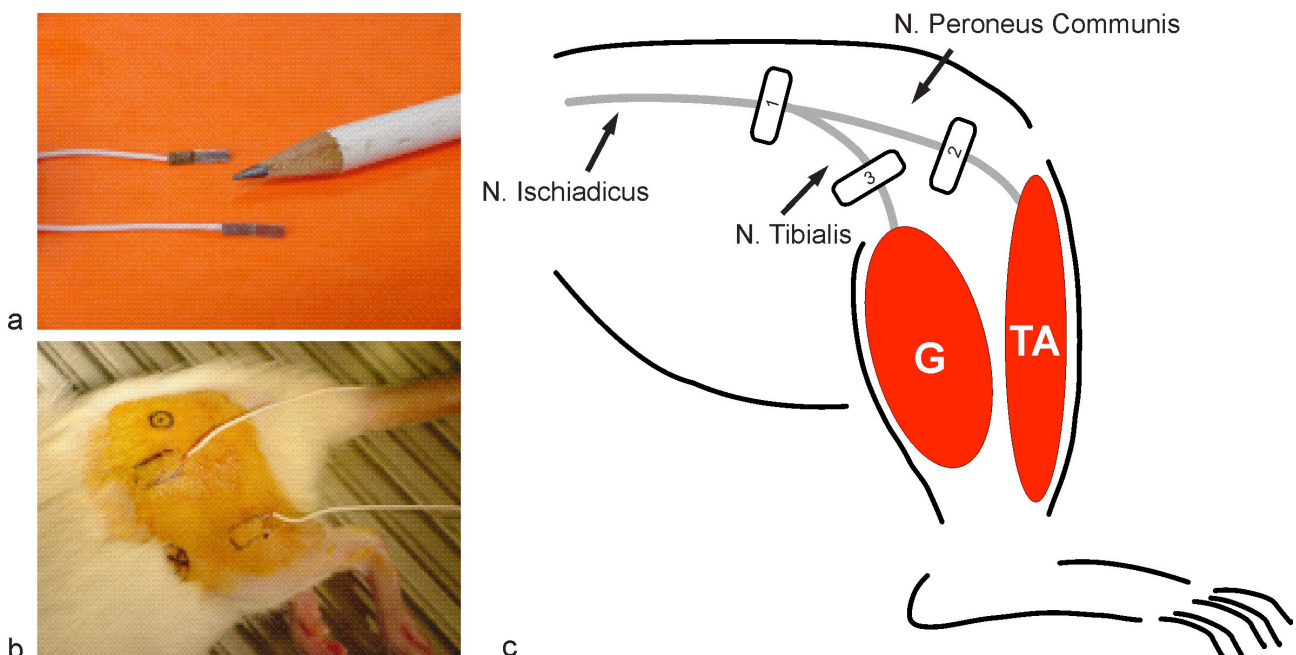 a
b
c
N. Peroneus Communis
N. Ischiadicus
N. Tibialis
1
2
3
G
TA